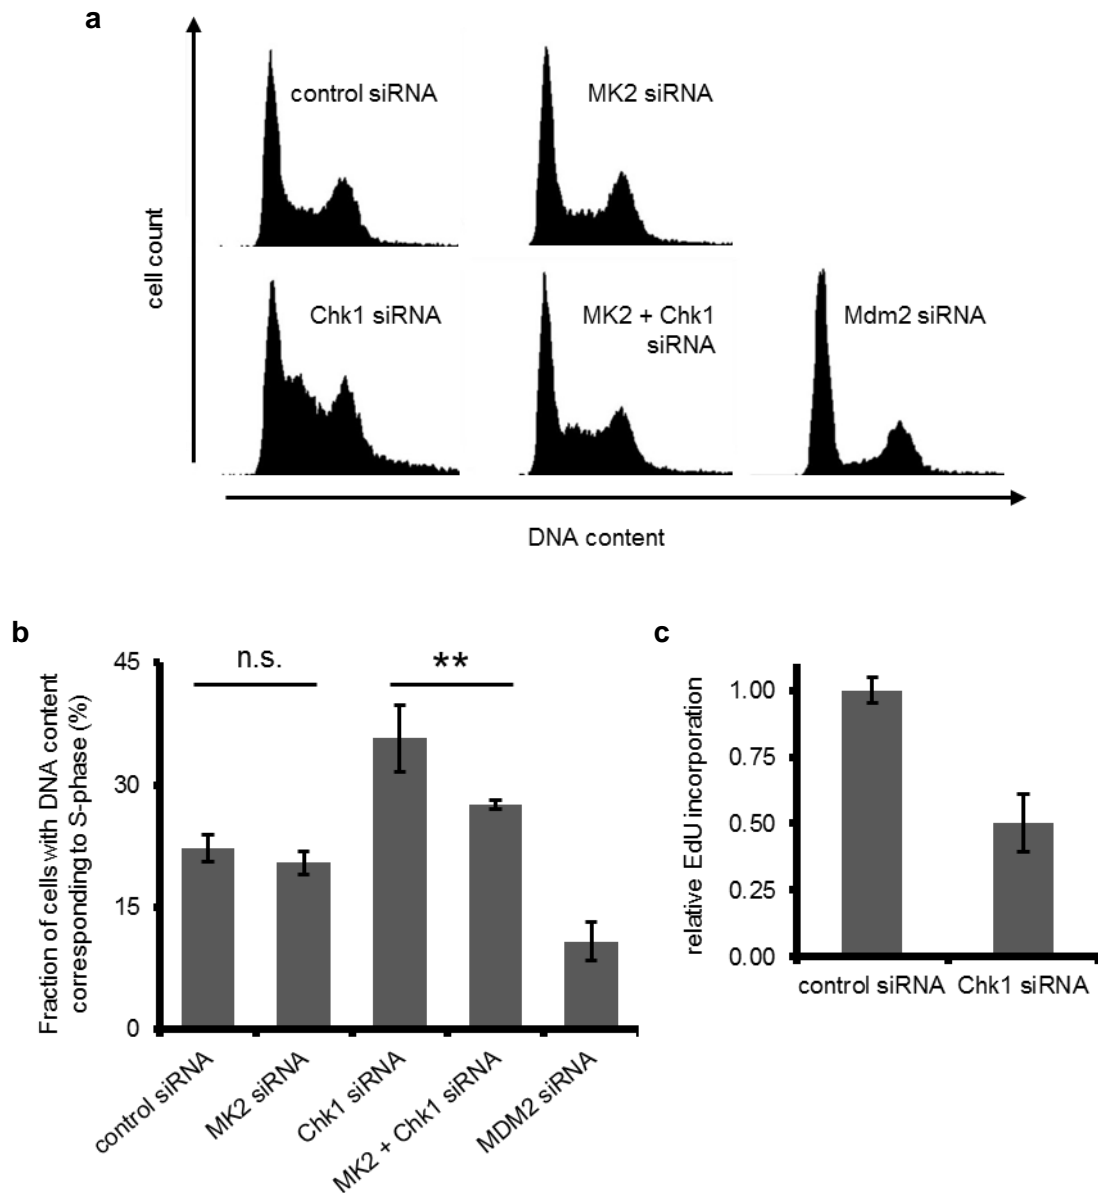 a
control siRNA
MK2 siRNA
cell count
Chk1 siRNA
MK2 + Chk1
siRNA
Mdm2 siRNA
DNA content
b
Fraction of cells with DNA content
corresponding to S-phase (%)
45
30
15
0
n.s.
**
control siRNA
MK2 siRNA
Chk1 siRNA
MK2 + Chk1 siRNA
MDM2 siRNA
c
relative EdU incorporation
1.00
0.75
0.50
0.25
0.00
control siRNA
Chk1 siRNA